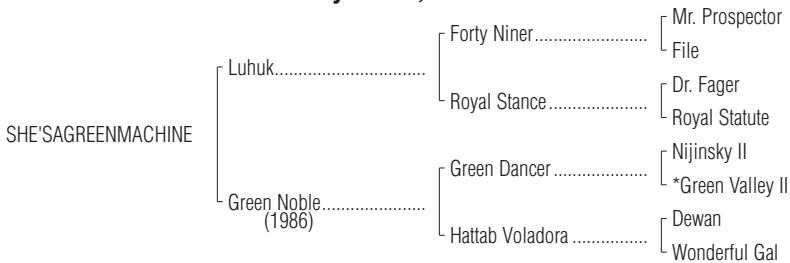 Mr. Prospector
Forty Niner
File
Luhuk
Dr. Fager
Royal Stance
Royal Statute
SHE'SAGREENMACHINE
Nijinsky II
Green Dancer
*Green Valley II
Green Noble
(1986)
Dewan
Hattab Voladora
Wonderful Gal